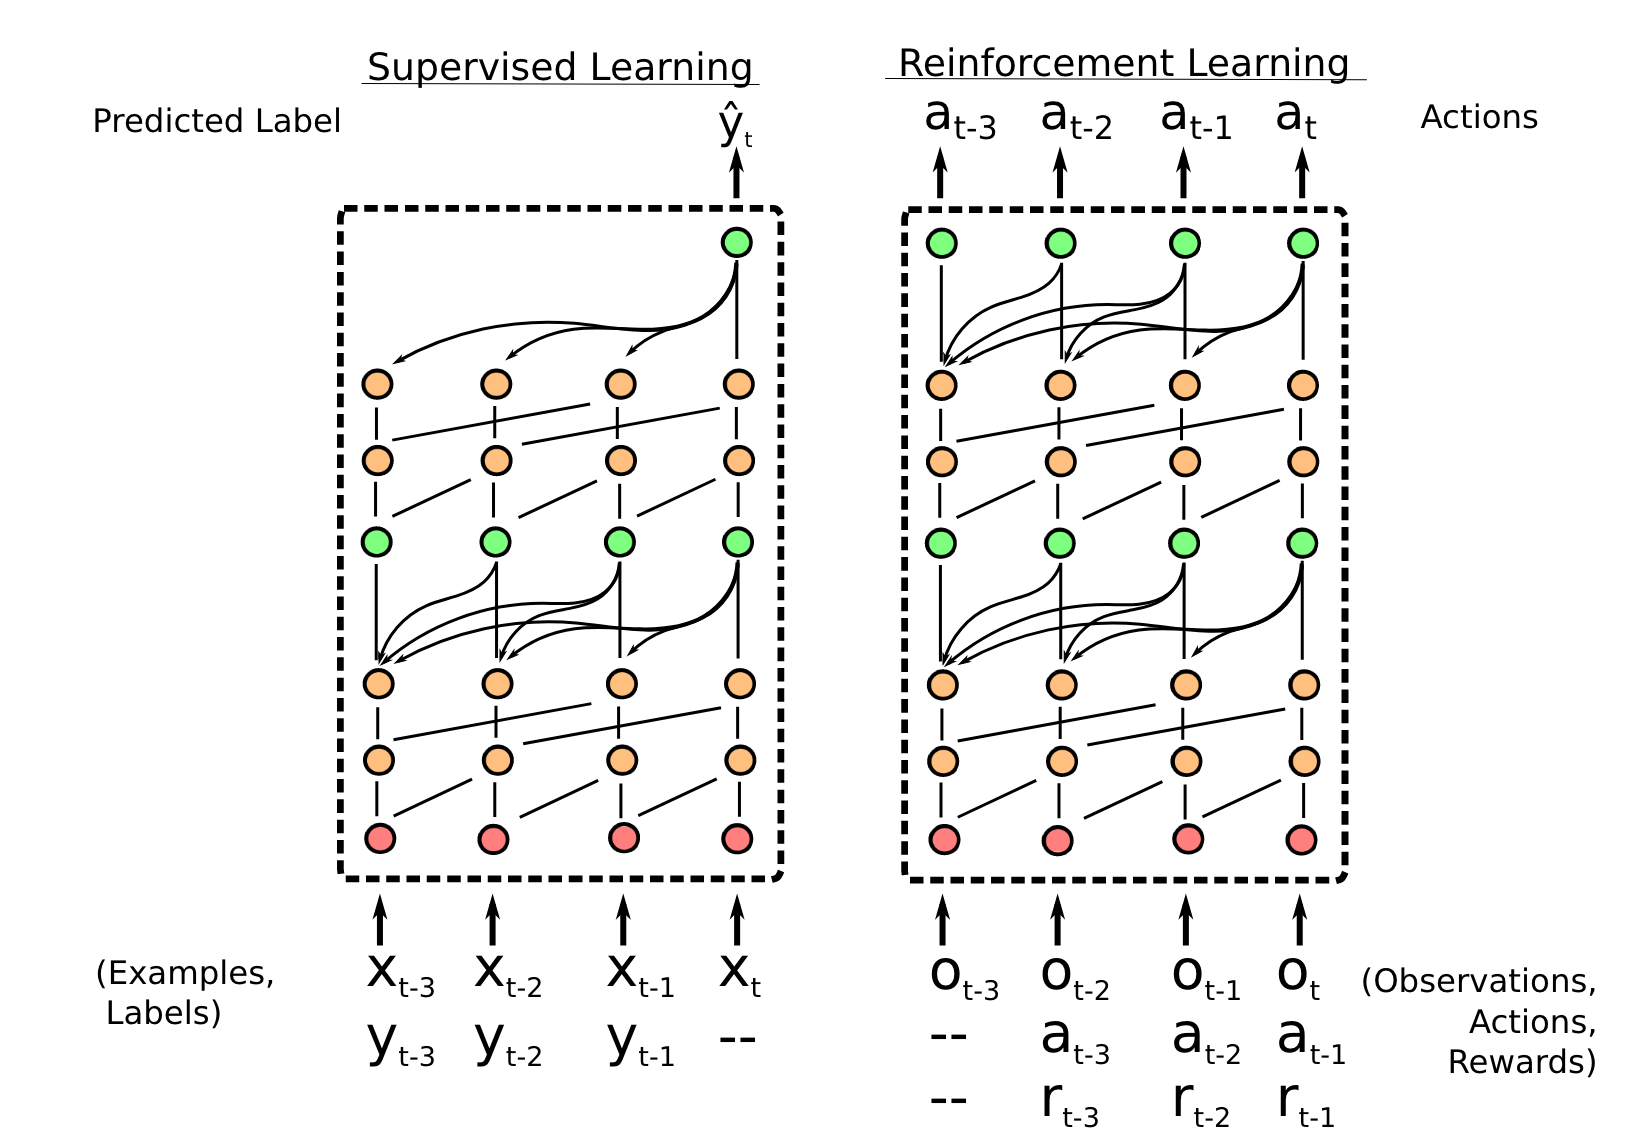 Supervised Learning
Reinforcement Learning
Predicted Label
ŷt
at-3 at-2 at-1 at
Actions
(Examples,
Labels)
xt-3 xt-2 xt-1 xt
yt-3 yt-2 yt-1 --
ot-3 ot-2 ot-1 ot
-- at-3 at-2 at-1
-- rt-3 rt-2 rt-1
(Observations,
Actions,
Rewards)